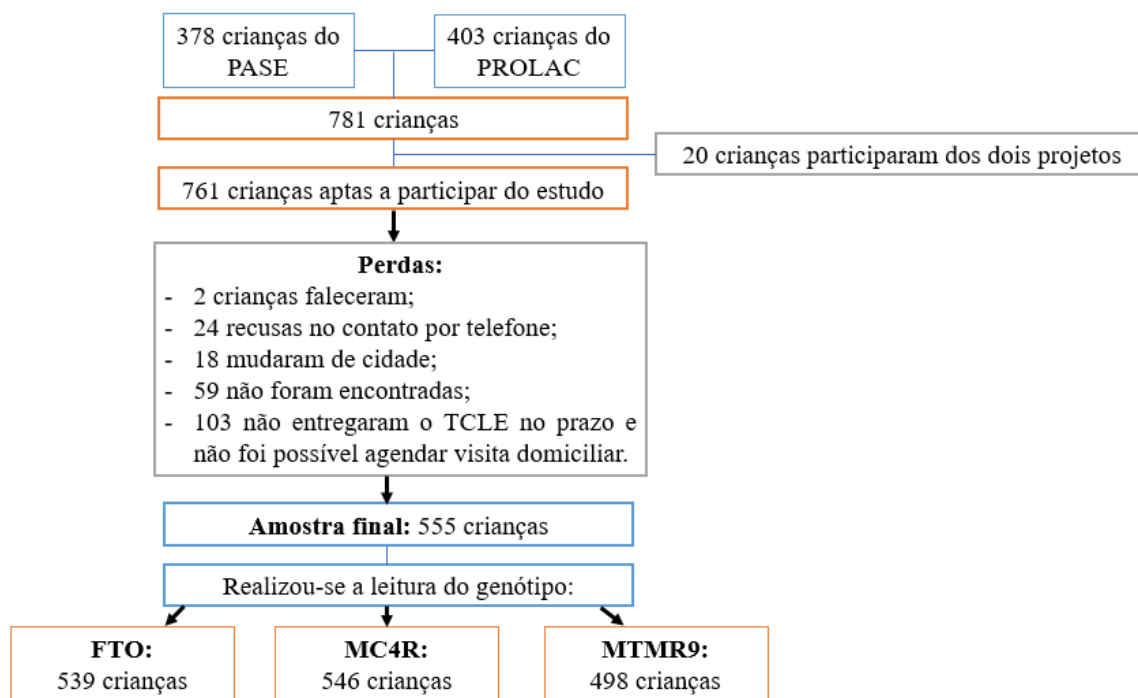 378 crianças do
PASE
403 crianças do
PROLAC
781 crianças
20 crianças participaram dos dois projetos
761 crianças aptas a participar do estudo
Perdas:
- 2 crianças faleceram;
- 24 recusas no contato por telefone;
- 18 mudaram de cidade;
- 59 não foram encontradas;
- 103 não entregaram o TCLE no prazo e
não foi possível agendar visita domiciliar.
Amostra final: 555 crianças
Realizou-se a leitura do genótipo:
FTO:
539 crianças
MC4R:
546 crianças
MTMR9:
498 crianças